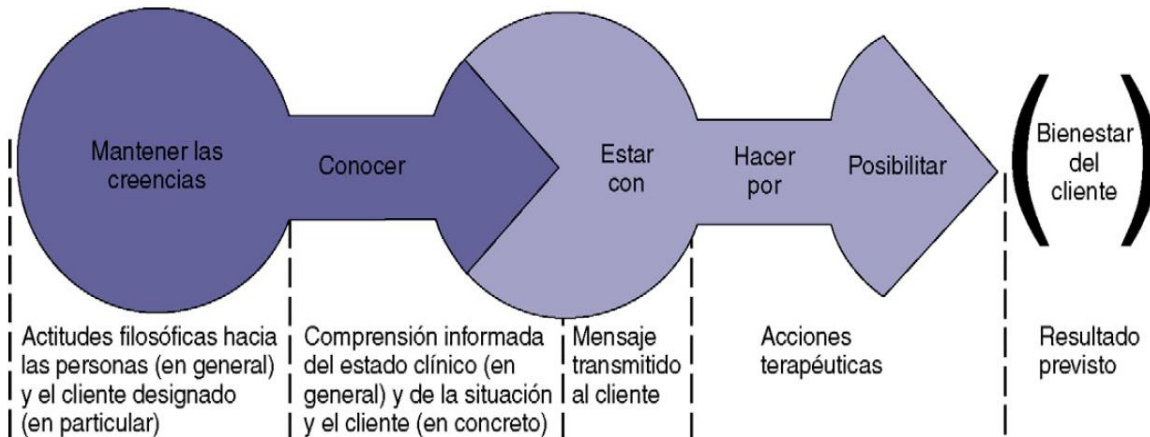 Mantener las
creencias
Conocer
Estar
con
Hacer
por
Posibilitar
Bienestar
del
cliente
Actitudes filosóficas hacia
las personas (en general)
y el cliente designado
(en particular)
Comprensión informada
del estado clínico (en
general) y de la situación
y el cliente (en concreto)
Mensaje
transmitido
al cliente
Acciones
terapéuticas
Resultado
previsto